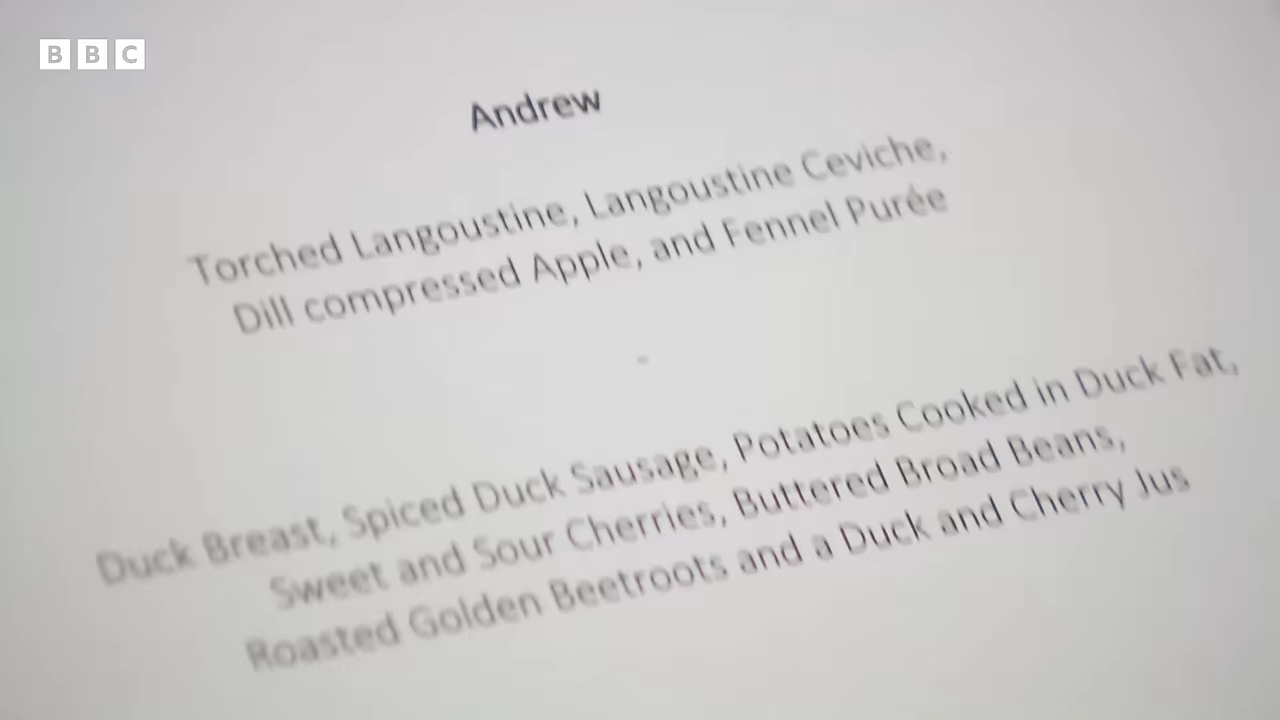 BBC
Andrew
Torched Langoustine, Langoustine Ceviche,
Dill compressed Apple, and Fennel Purée
-
Duck Breast, Spiced Duck Sausage, Potatoes Cooked in Duck Fat,
Sweet and Sour Cherries, Buttered Broad Beans,
Roasted Golden Beetroots and a Duck and Cherry Jus